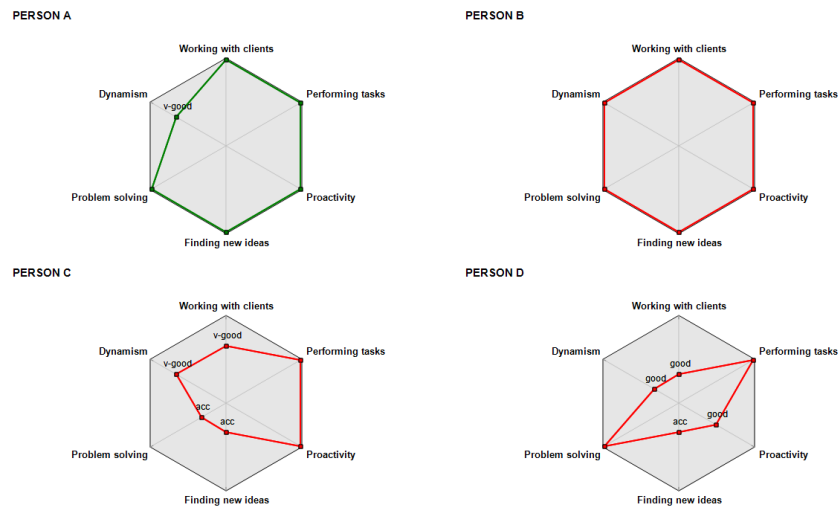 PERSON A
Working with clients
Dynamism
v-good
Performing tasks
Problem solving
Proactivity
Finding new ideas
PERSON B
Working with clients
Dynamism
Performing tasks
Problem solving
Proactivity
Finding new ideas
PERSON C
Working with clients
v-good
Dynamism
v-good
Performing tasks
acc
acc
Problem solving
Proactivity
Finding new ideas
PERSON D
Working with clients
Dynamism
Performing tasks
good
good
good
acc
Problem solving
Proactivity
Finding new ideas